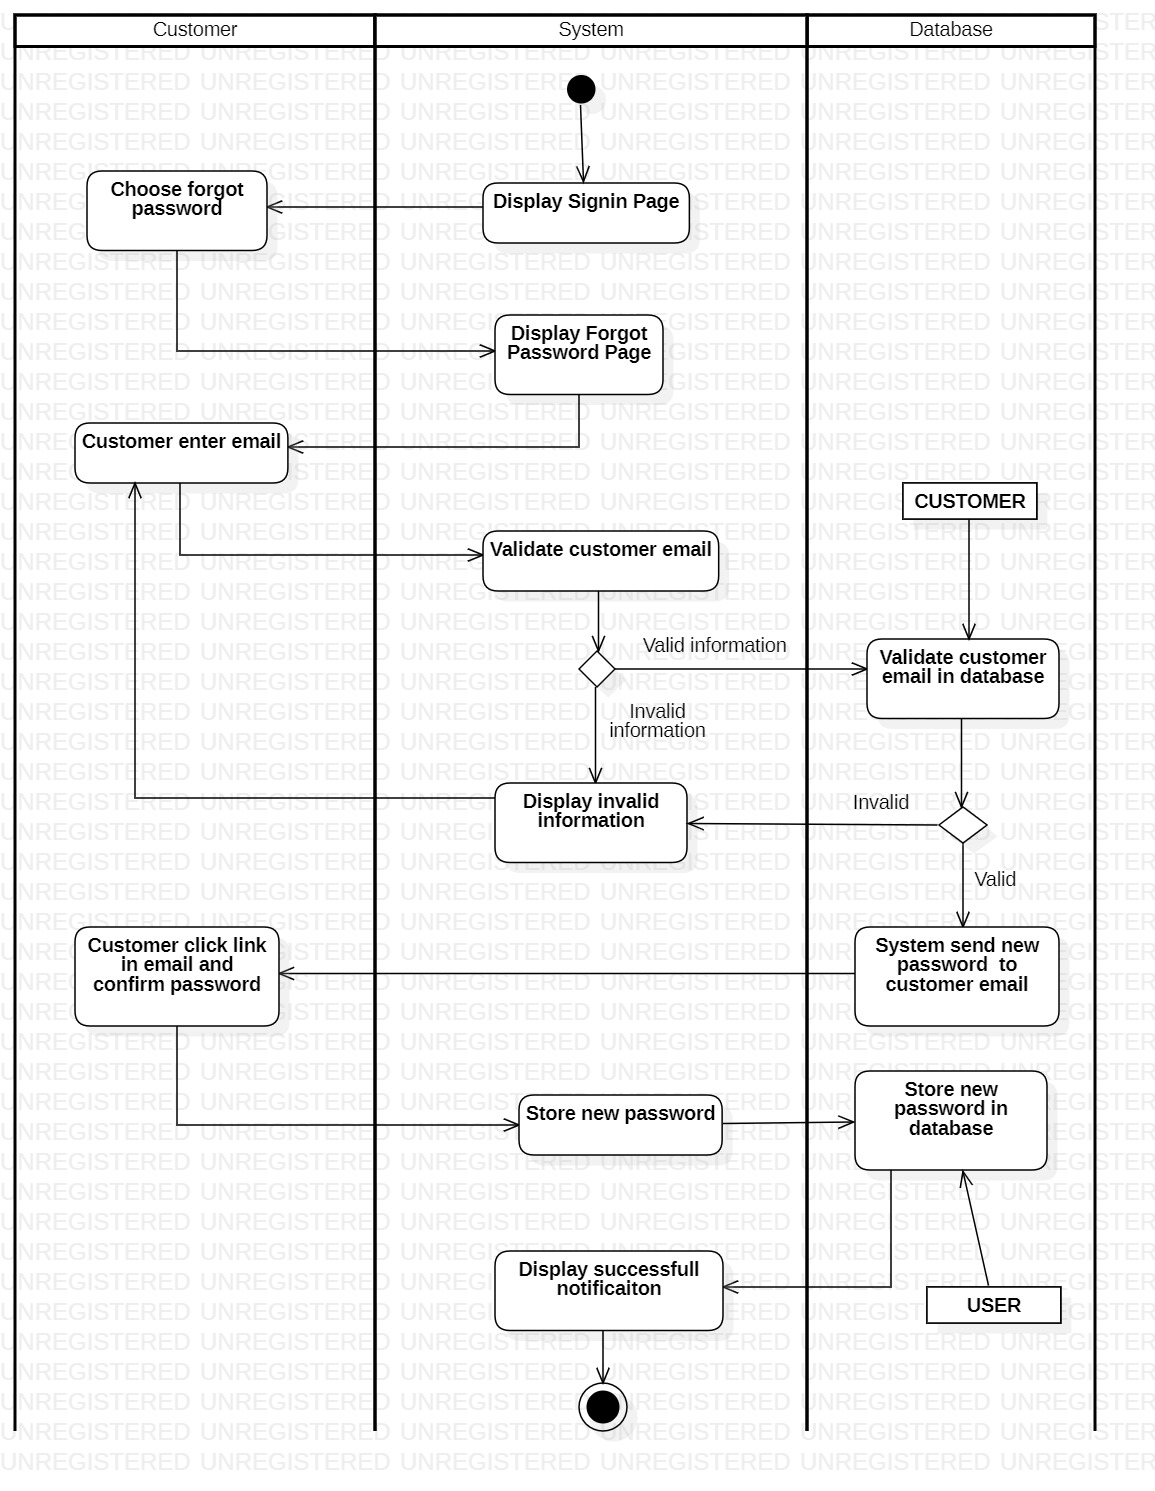 Customer
System
Database
Choose forgot
password
Display Signin Page
Display Forgot
Password Page
Customer enter email
CUSTOMER
Validate customer email
Valid information
Validate customer
email in database
Invalid
information
Display invalid
information
Invalid
Valid
Customer click link
in email and
confirm password
System send new
password  to
customer email
Store new password
Store new
password in
database
Display successfull
notificaiton
USER
UNREGISTERED